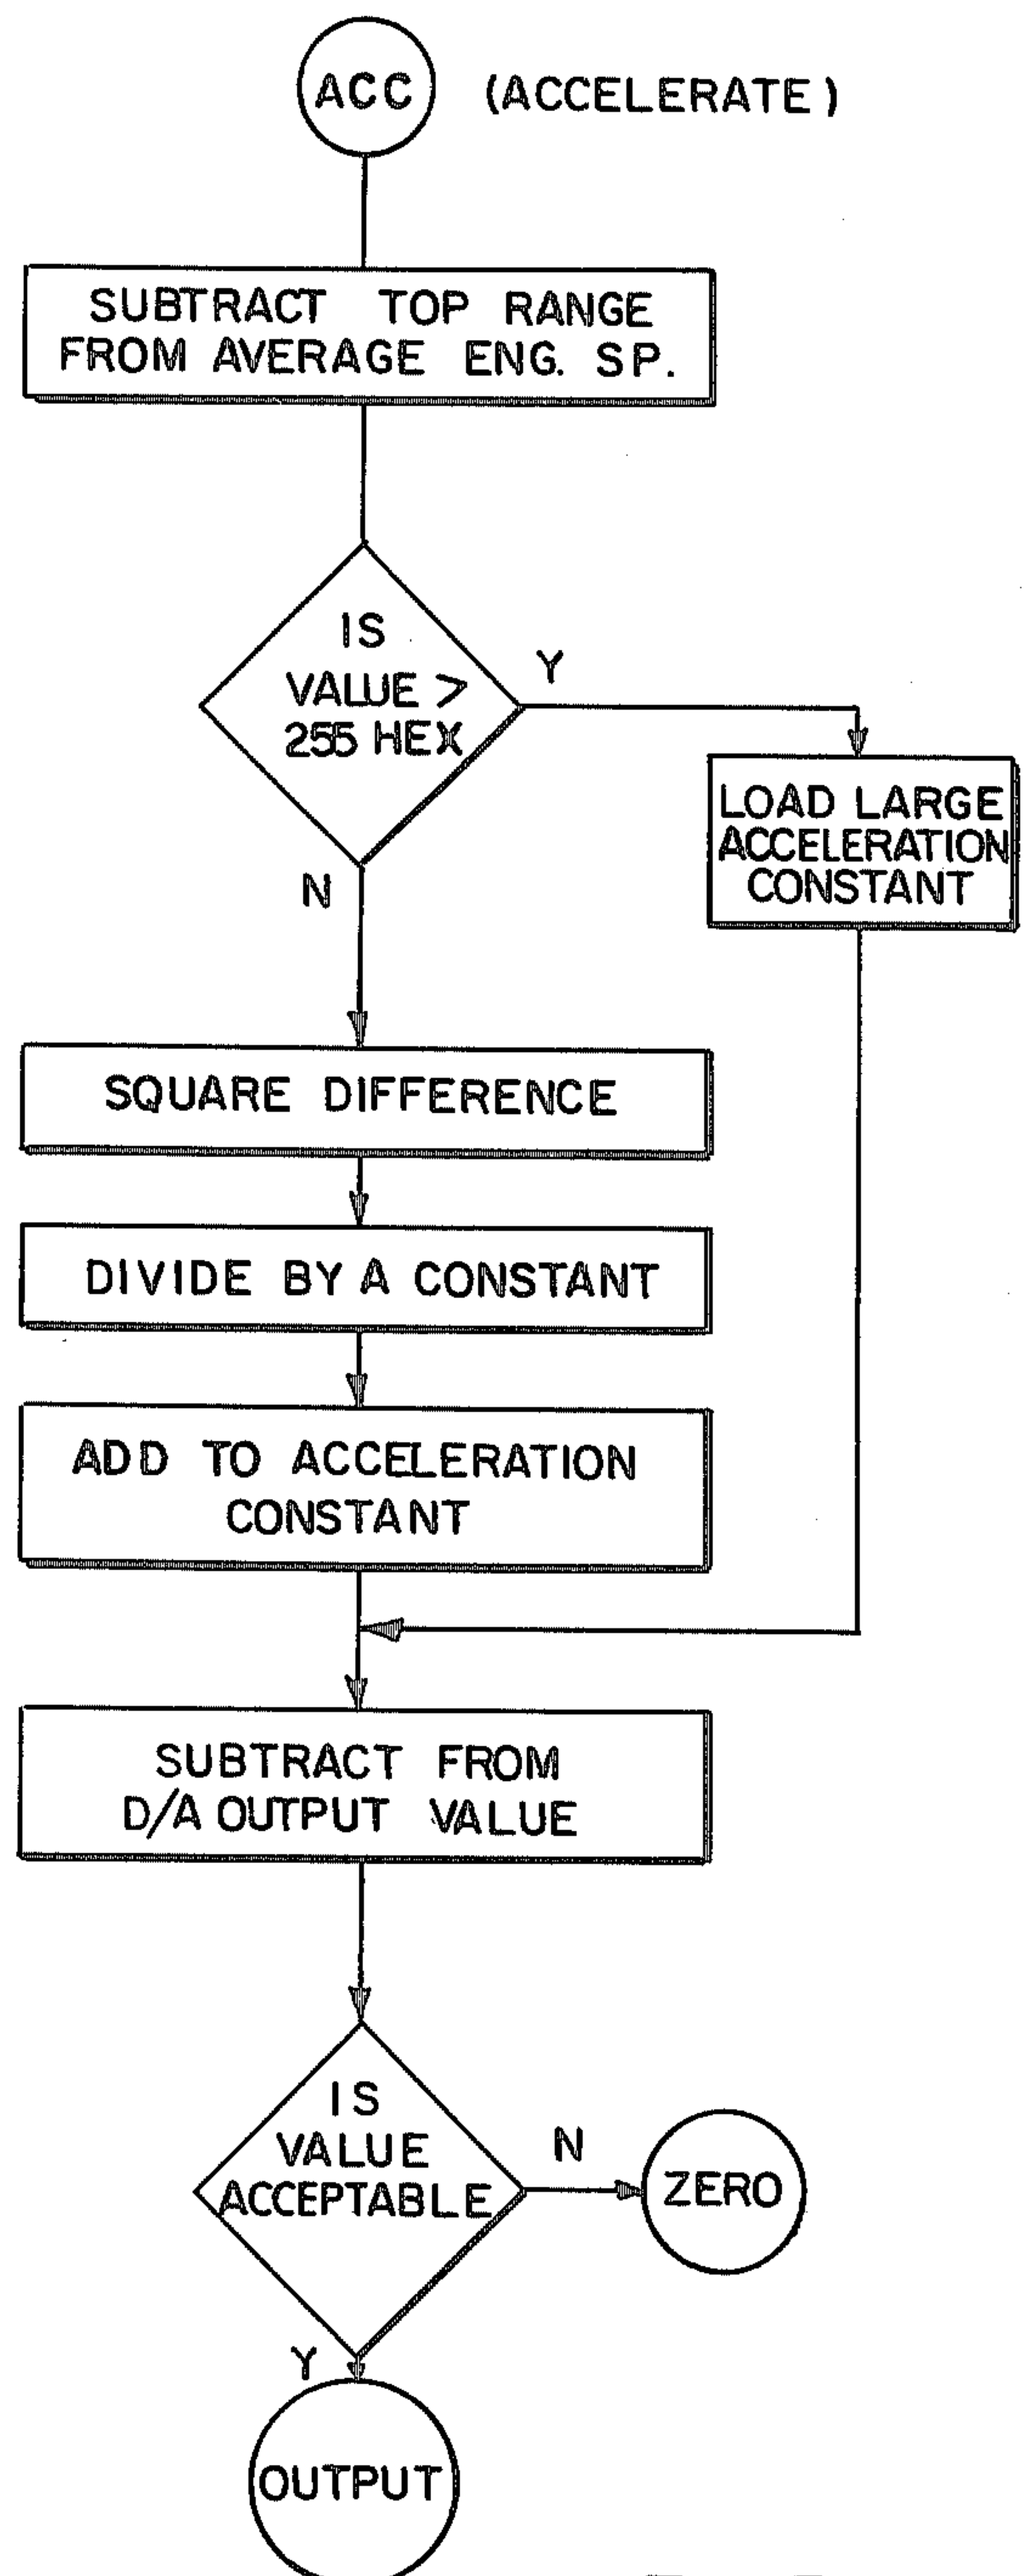 ACC (ACCELERATE)
SUBTRACT TOP RANGE
FROM AVERAGE ENG. SP.
IS
VALUE >
255 HEX
Y
N
LOAD LARGE
ACCELERATION
CONSTANT
SQUARE DIFFERENCE
DIVIDE BY A CONSTANT
ADD TO ACCELERATION
CONSTANT
SUBTRACT FROM
D/A OUTPUT VALUE
IS
VALUE
ACCEPTABLE
N
ZERO
Y
OUTPUT